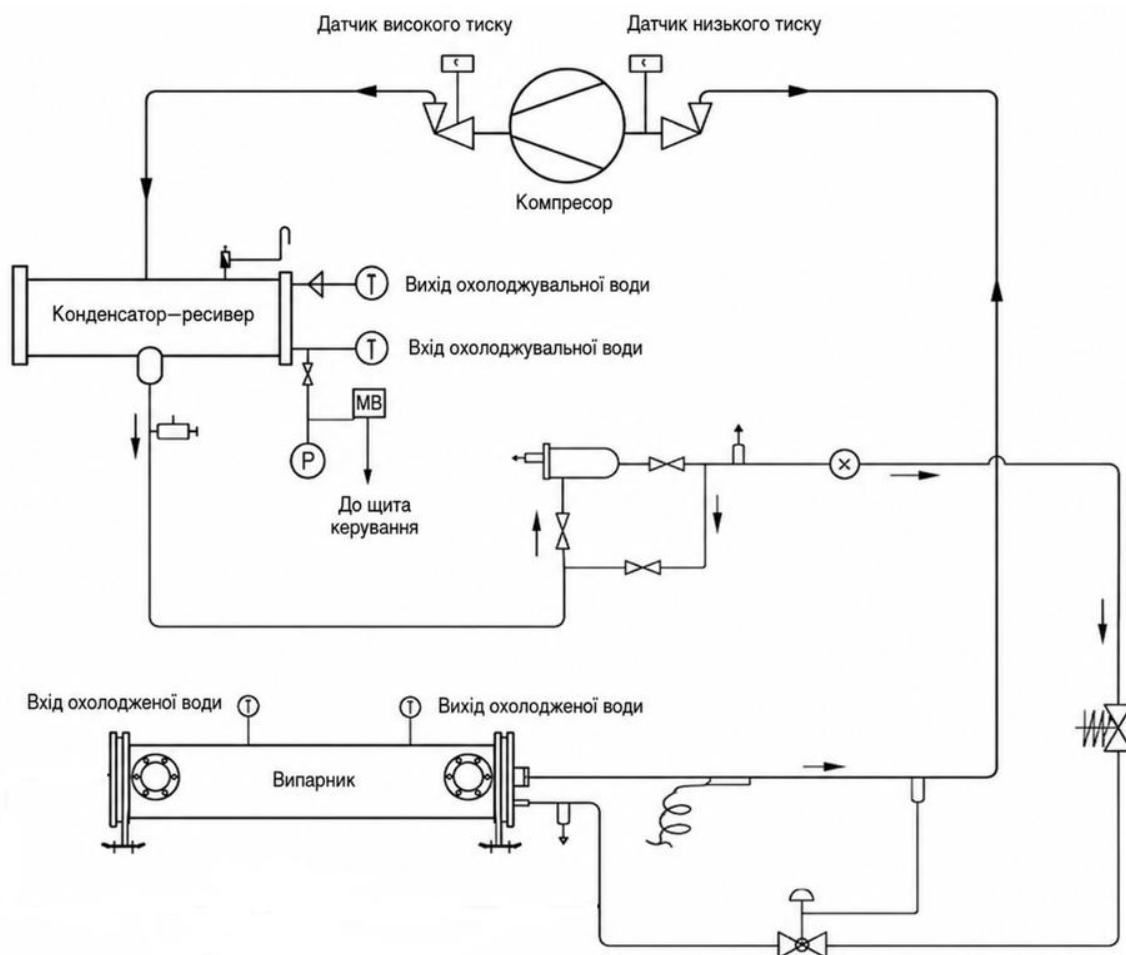 Датчик високого тиску
Датчик низького тиску
Компресор
Конденсатор–ресивер
T
Вихід охолоджувальної води
T
Вхід охолоджувальної води
МВ
P
До щита
керування
Вхід охолодженої води
T
T
Вихід охолодженої води
Випарник